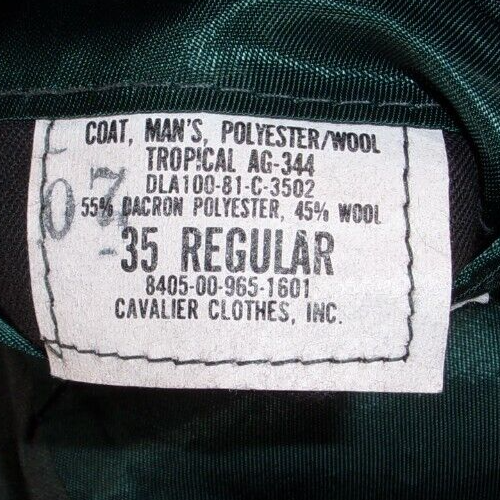 COAT, MAN'S, POLYESTER/WOOL
TROPICAL AG-344
DLA100-81-C-3502
55% DACRON POLYESTER, 45% WOOL
35 REGULAR
8405-00-965-1601
CAVALIER CLOTHES, INC.
07